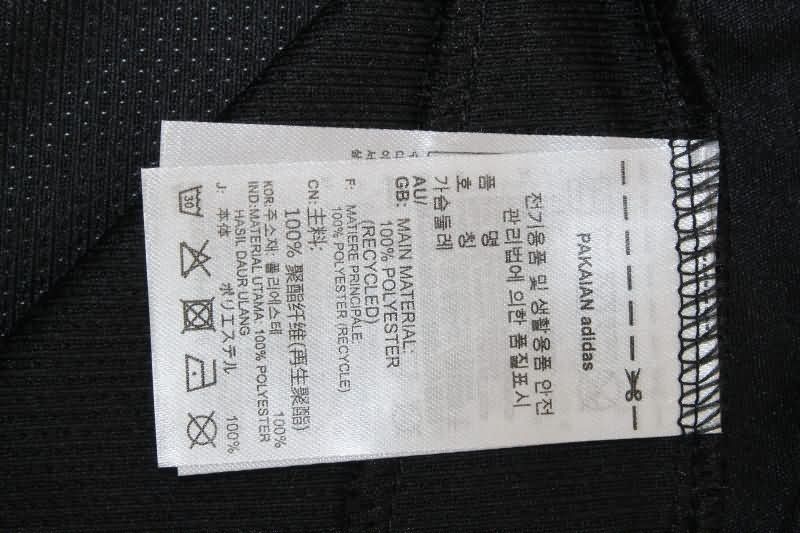 PAKAIAN adidas
전기용품 및 생활용품 안전
관리법에 의한 품질표시
품 명
호 칭
가슴둘레
AU/
GB: MAIN MATERIAL:
100% POLYESTER
(RECYCLED)
F: MATIERE PRINCIPALE:
100% POLYESTER (RECYCLE)
CN: 主料:
100% 聚酯纤维(再生聚酯)
KOR: 주소재: 폴리에스테 100%
IND: MATERIAL UTAMA: 100% POLYESTER
HASIL DAUR ULANG
J: 本体 ポリエステル 100%
30